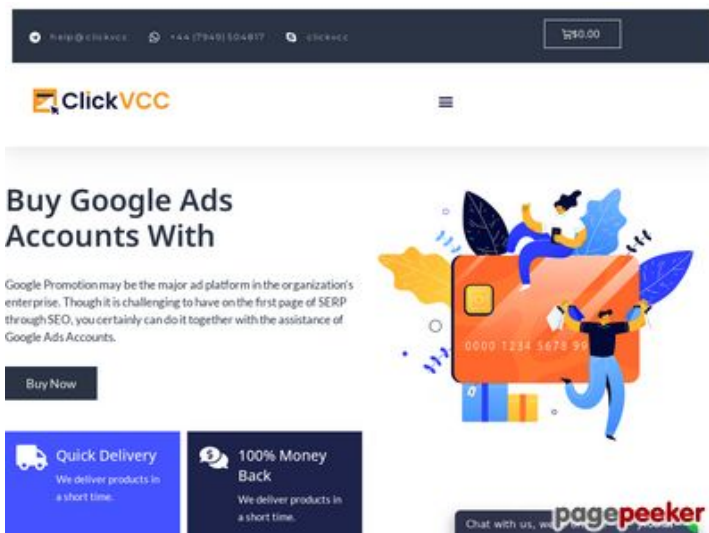 help@clickvcc +44 (7949) 504817 clickvcc $0.00
ClickVCC
Buy Google Ads
Accounts With
Google Promotion may be the major ad platform in the organization's
enterprise. Though it is challenging to have on the first page of SERP
through SEO, you certainly can do it together with the assistance of
Google Ads Accounts.
0000 1234 5678 99
Buy Now
Quick Delivery
We deliver products in
a short time.
100% Money
Back
We deliver products in
a short time.
Chat with us, we
pagepeeker